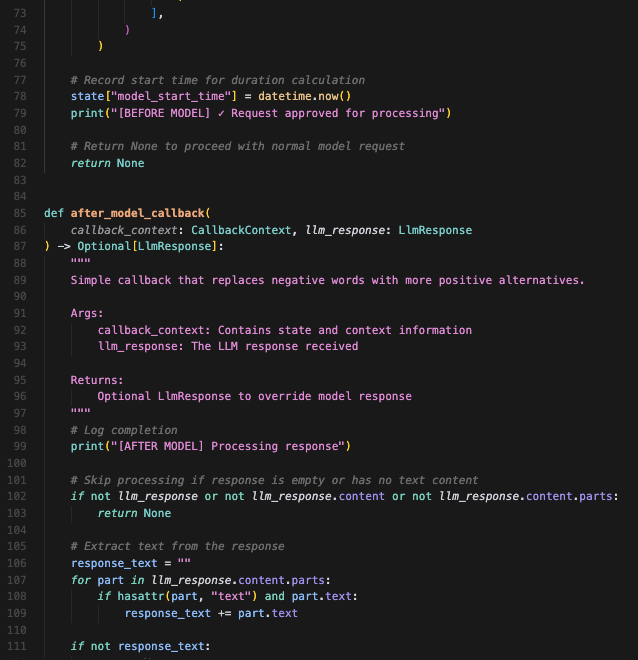 73 ],
74 )
75 )
76
77 # Record start time for duration calculation
78 state["model_start_time"] = datetime.now()
79 print("[BEFORE MODEL] ✓ Request approved for processing")
80
81 # Return None to proceed with normal model request
82 return None
83
84
85 def after_model_callback(
86 callback_context: CallbackContext, llm_response: LlmResponse
87 ) -> Optional[LlmResponse]:
88 """
89 Simple callback that replaces negative words with more positive alternatives.
90
91 Args:
92 callback_context: Contains state and context information
93 llm_response: The LLM response received
94
95 Returns:
96 Optional LlmResponse to override model response
97 """
98 # Log completion
99 print("[AFTER MODEL] Processing response")
100
101 # Skip processing if response is empty or has no text content
102 if not llm_response or not llm_response.content or not llm_response.content.parts:
103 return None
104
105 # Extract text from the response
106 response_text = ""
107 for part in llm_response.content.parts:
108 if hasattr(part, "text") and part.text:
109 response_text += part.text
110
111 if not response_text: